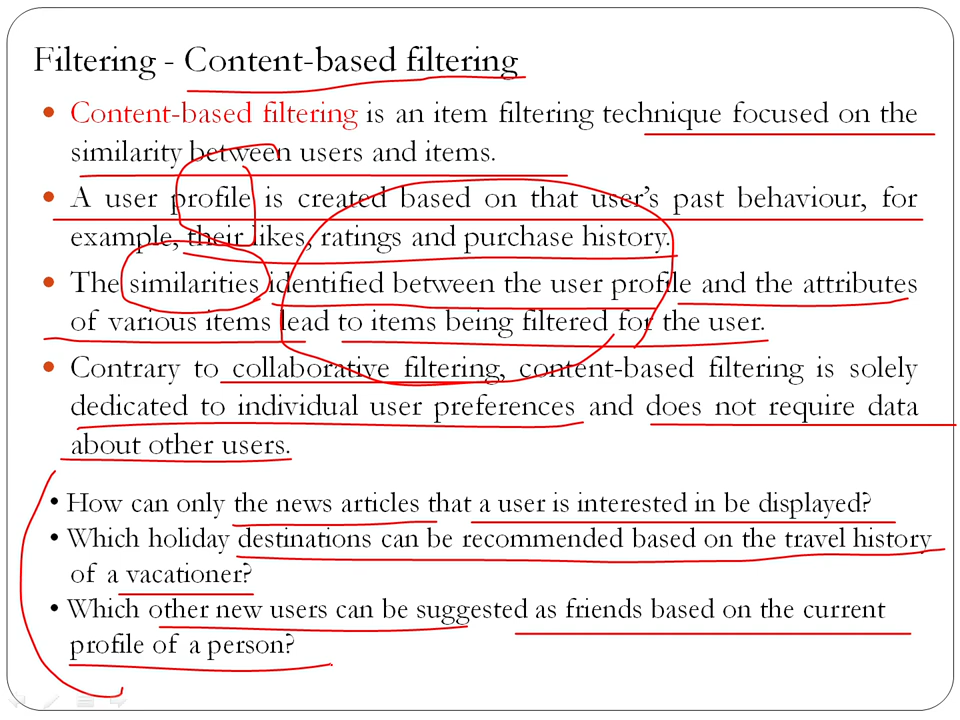 Filtering - Content-based filtering
• Content-based filtering is an item filtering technique focused on the
similarity between users and items.
• A user profile is created based on that user's past behaviour, for
example, their likes, ratings and purchase history.
• The similarities identified between the user profile and the attributes
of various items lead to items being filtered for the user.
• Contrary to collaborative filtering, content-based filtering is solely
dedicated to individual user preferences and does not require data
about other users.
• How can only the news articles that a user is interested in be displayed?
• Which holiday destinations can be recommended based on the travel history
of a vacationer?
• Which other new users can be suggested as friends based on the current
profile of a person?